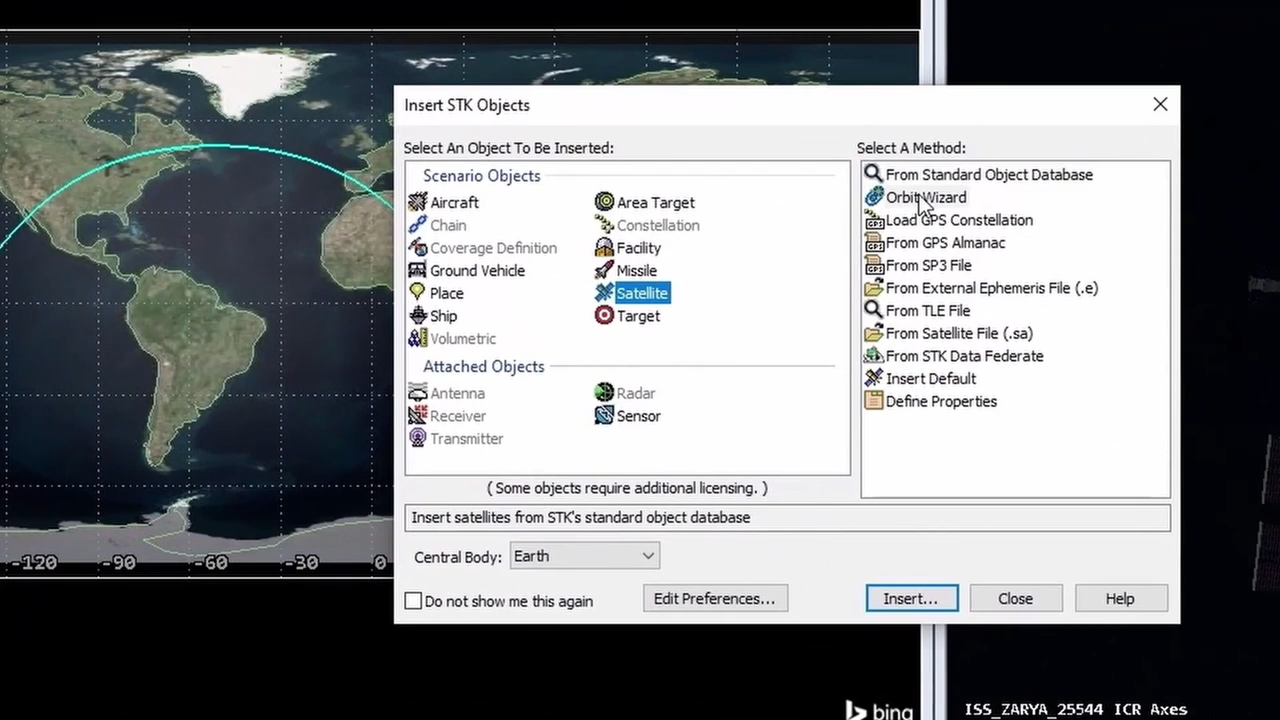 Insert STK Objects
Select An Object To Be Inserted:
Scenario Objects
Aircraft
Area Target
Chain
Constellation
Coverage Definition
Facility
Ground Vehicle
Missile
Place
Satellite
Ship
Target
Volumetric
Attached Objects
Antenna
Radar
Receiver
Sensor
Transmitter
( Some objects require additional licensing. )
Select A Method:
From Standard Object Database
Orbit Wizard
Load GPS Constellation
From GPS Almanac
From SP3 File
From External Ephemeris File (.e)
From TLE File
From Satellite File (.sa)
From STK Data Federate
Insert Default
Define Properties
Insert satellites from STK's standard object database
Central Body: Earth
Do not show me this again
Edit Preferences...
Insert...
Close
Help
-120 -90 -60 -30 0
bing
ISS_ZARYA_25544 ICR Axes